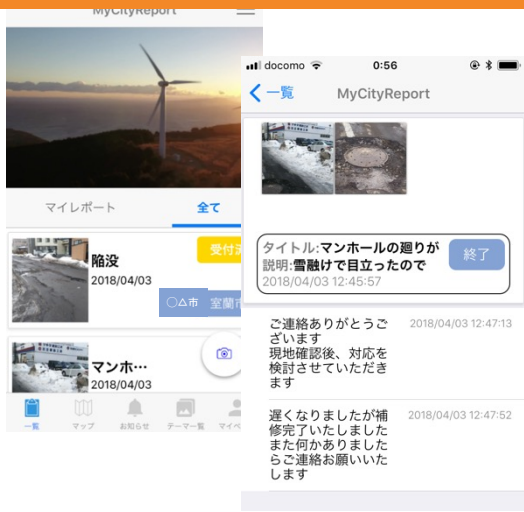 MyCityReport
マイレポート
全て
陥没
受付済
2018/04/03
〇△市
室蘭市
マンホ…
2018/04/03
一覧
マップ
お知らせ
テーマ一覧
マイペ
docomo
0:56
一覧
MyCityReport
タイトル:マンホールの廻りが
説明:雪融けで目立ったので
2018/04/03 12:45:57
終了
ご連絡ありがとうご
ざいます
現地確認後、対応を
検討させていただき
ます
2018/04/03 12:47:13
遅くなりましたが補
修完了いたしました
また何かありました
らご連絡お願いいた
します
2018/04/03 12:47:52